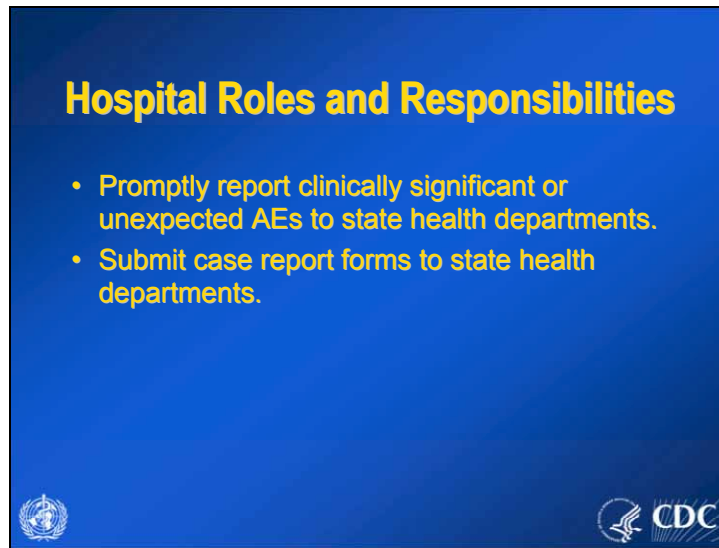 Hospital Roles and Responsibilities
• Promptly report clinically significant or
unexpected AEs to state health departments.
• Submit case report forms to state health
departments.
CDC